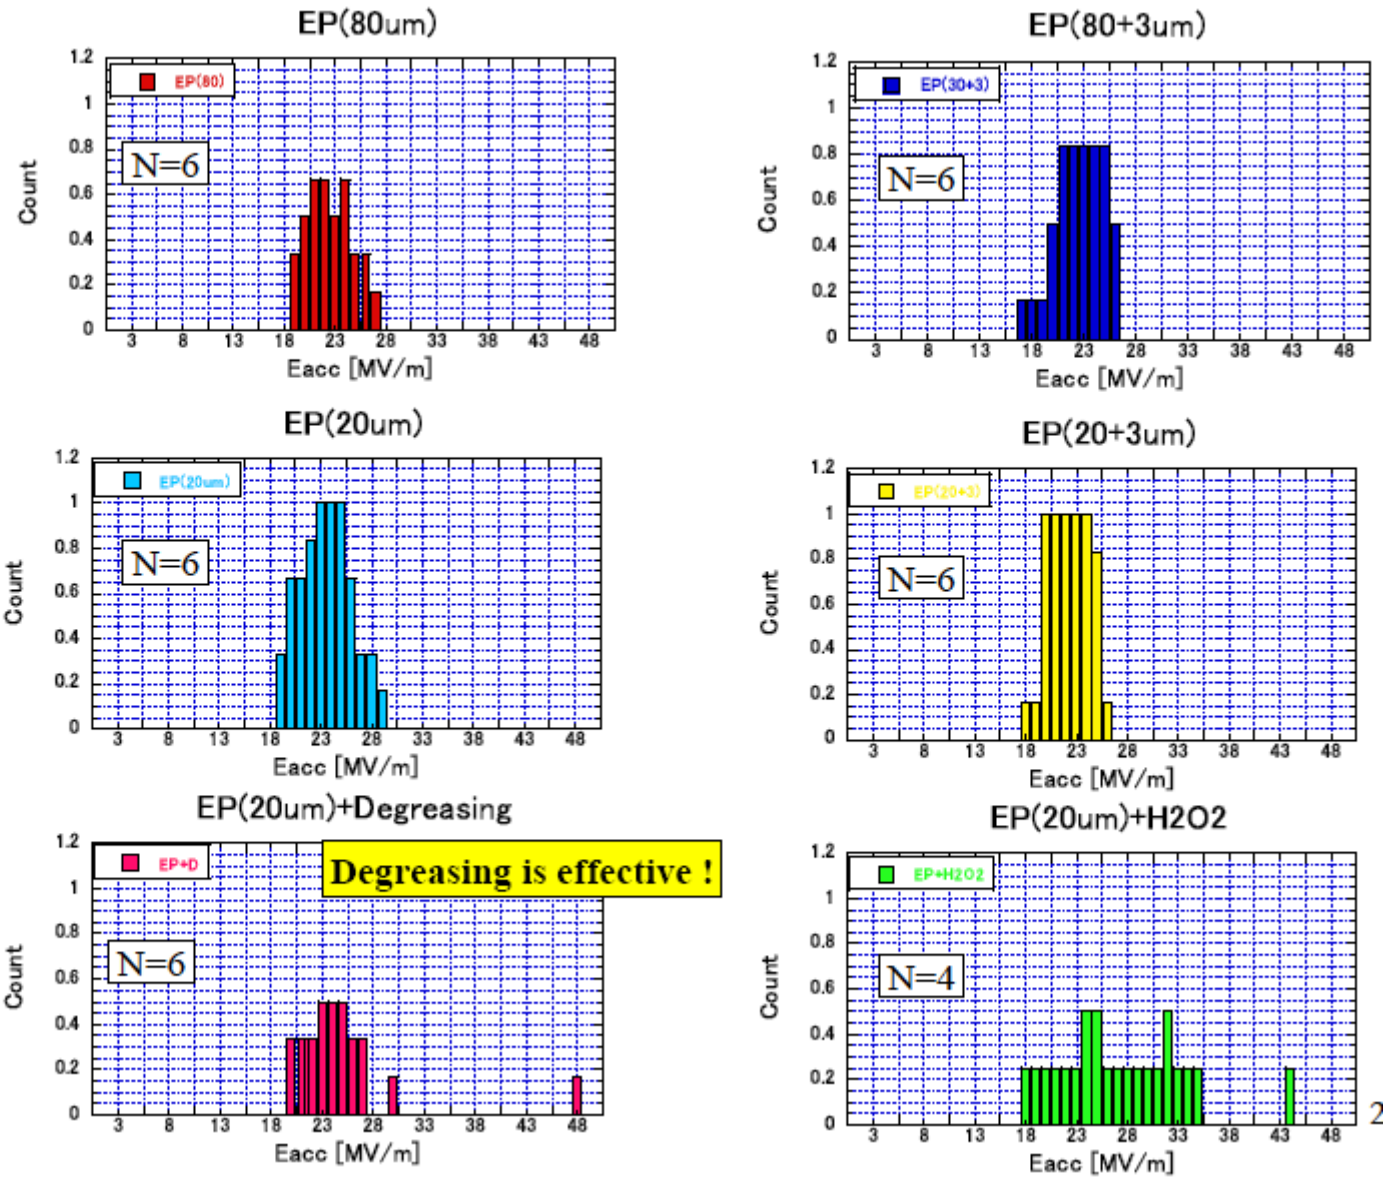 EP(80um)
1.2
1
0.8
0.6
0.4
0.2
0
Count
EP(80)
N=6
3 8 13 18 23 28 33 38 43 48
Eacc [MV/m]
EP(80+3um)
1.2
1
0.8
0.6
0.4
0.2
0
Count
EP(30+3)
N=6
3 8 13 18 23 28 33 38 43 48
Eacc [MV/m]
EP(20um)
1.2
1
0.8
0.6
0.4
0.2
0
Count
EP(20um)
N=6
3 8 13 18 23 28 33 38 43 48
Eacc [MV/m]
EP(20+3um)
1.2
1
0.8
0.6
0.4
0.2
0
Count
EP(20+3)
N=6
3 8 13 18 23 28 33 38 43 48
Eacc [MV/m]
EP(20um)+Degreasing
1.2
1
0.8
0.6
0.4
0.2
0
Count
EP+D
Degreasing is effective !
N=6
3 8 13 18 23 28 33 38 43 48
Eacc [MV/m]
EP(20um)+H2O2
1.2
1
0.8
0.6
0.4
0.2
0
Count
EP+H2O2
N=4
3 8 13 18 23 28 33 38 43 48
Eacc [MV/m]
2